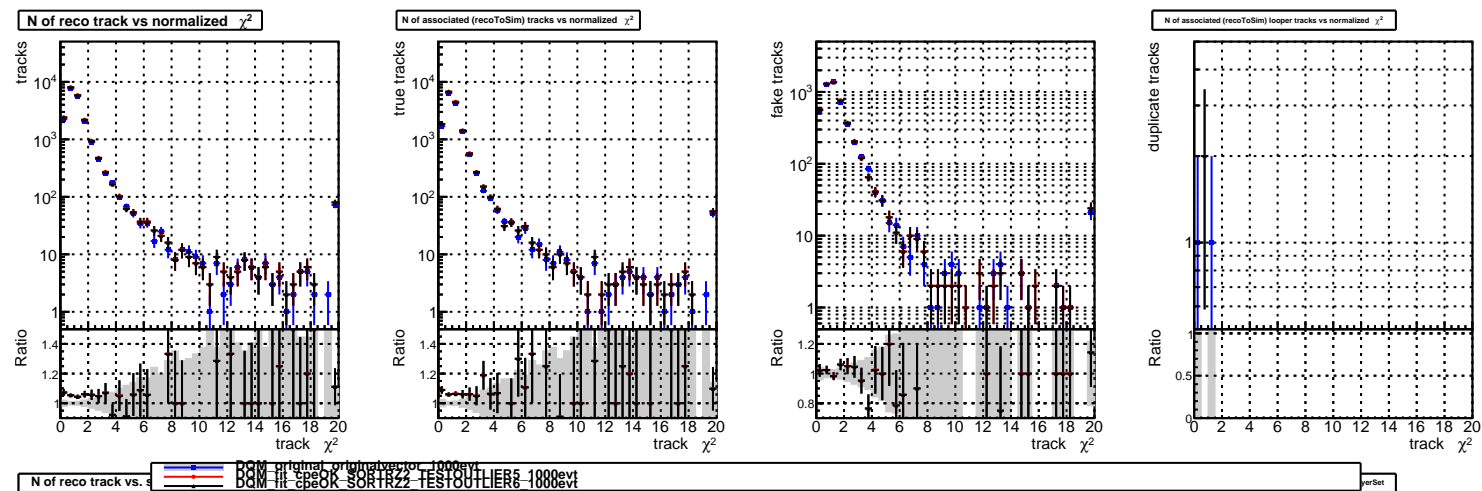 N of reco track vs normalized χ²
N of associated (recoToSim) tracks vs normalized χ²
N of associated (recoToSim) looper tracks vs normalized χ²
tracks
10⁴
10³
10²
10
1
Ratio
1.4
1.2
1
0 2 4 6 8 10 12 14 16 18 20
track χ²
true tracks
10⁴
10³
10²
10
1
Ratio
1.4
1.2
1
0 2 4 6 8 10 12 14 16 18 20
track χ²
fake tracks
10³
10²
10
1
Ratio
1.2
1
0.8
0 2 4 6 8 10 12 14 16 18 20
track χ²
duplicate tracks
1
Ratio
1
0.5
0
0 2 4 6 8 10 12 14 16 18 20
track χ²
N of reco track vs. s
yerSet
DQM_original_originalvector_1000evt
DQM_fit_cpeOK_SORTRZ2_TESTOUTLIER5_1000evt
DQM_fit_cpeOK_SORTRZ2_TESTOUTLIER6_1000evt